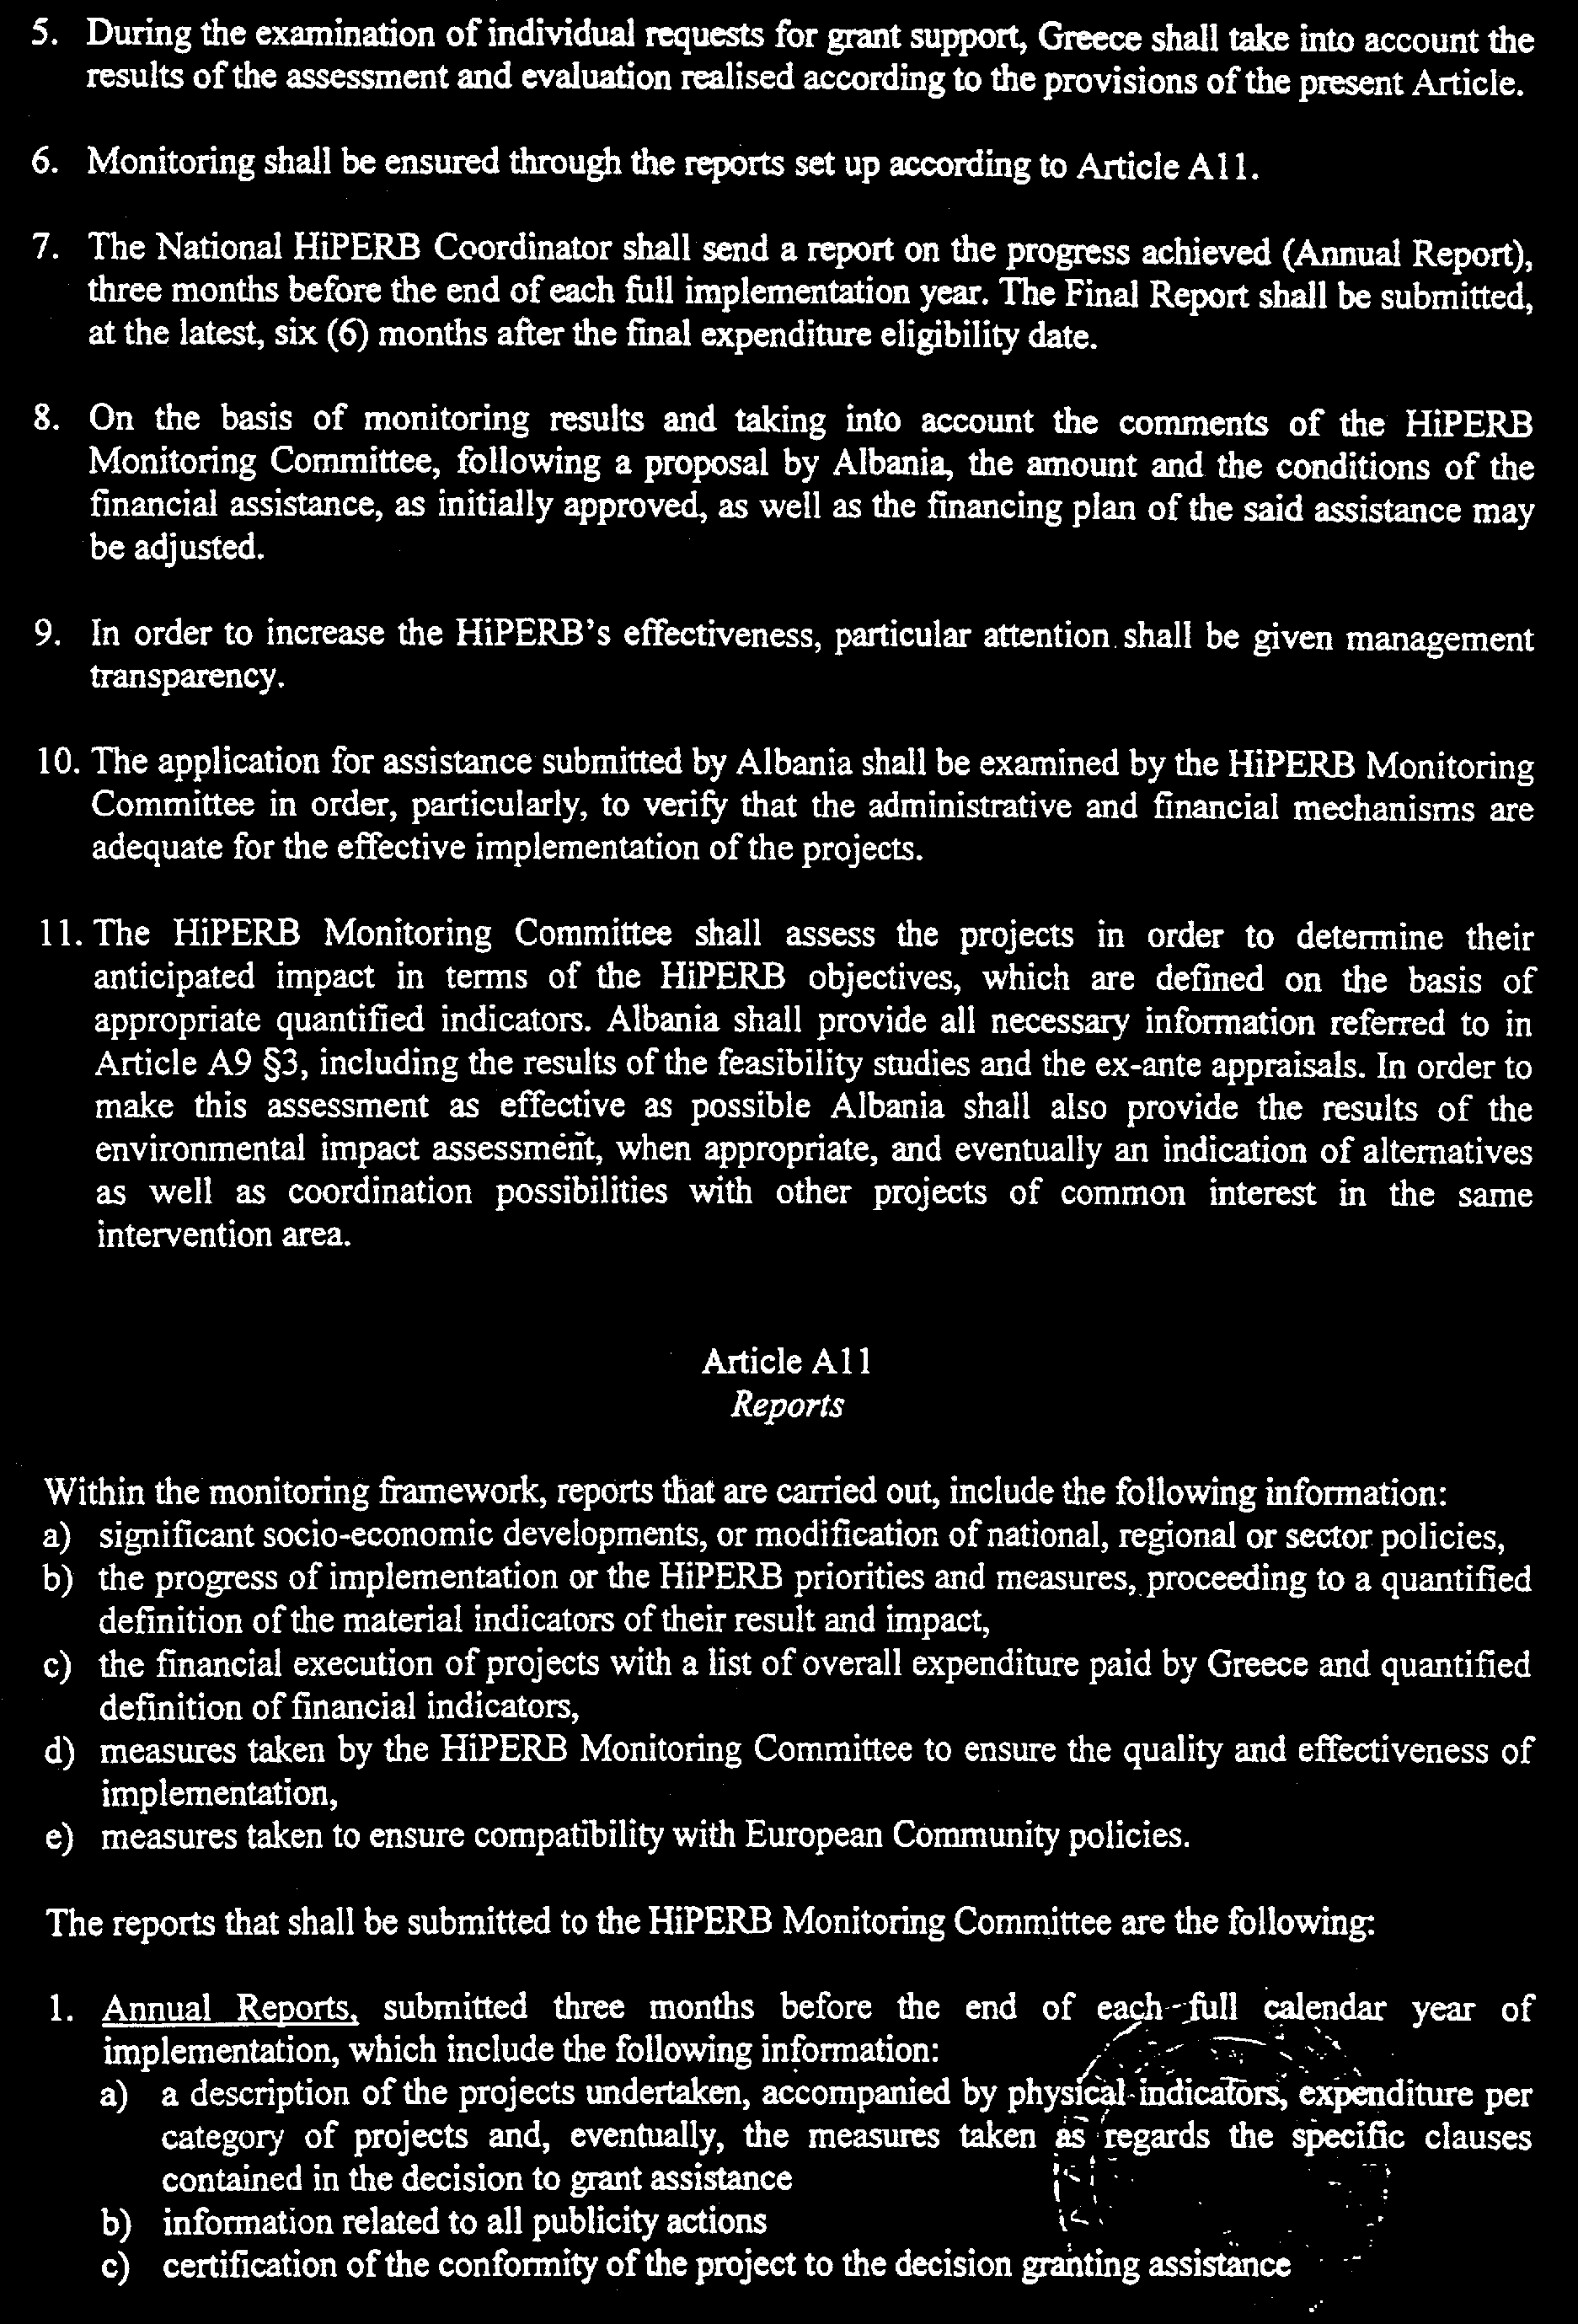 5. During the examination of individual requests for grant support, Greece shall take into account the
results of the assessment and evaluation realised according to the provisions of the present Article.
6. Monitoring shall be ensured through the reports set up according to Article A11.
7. The National HiPERB Coordinator shall send a report on the progress achieved (Annual Report),
three months before the end of each full implementation year. The Final Report shall be submitted,
at the latest, six (6) months after the final expenditure eligibility date.
8. On the basis of monitoring results and taking into account the comments of the HiPERB
Monitoring Committee, following a proposal by Albania, the amount and the conditions of the
financial assistance, as initially approved, as well as the financing plan of the said assistance may
be adjusted.
9. In order to increase the HiPERB's effectiveness, particular attention shall be given management
transparency.
10. The application for assistance submitted by Albania shall be examined by the HiPERB Monitoring
Committee in order, particularly, to verify that the administrative and financial mechanisms are
adequate for the effective implementation of the projects.
11. The HiPERB Monitoring Committee shall assess the projects in order to determine their
anticipated impact in terms of the HiPERB objectives, which are defined on the basis of
appropriate quantified indicators. Albania shall provide all necessary information referred to in
Article A9 §3, including the results of the feasibility studies and the ex-ante appraisals. In order to
make this assessment as effective as possible Albania shall also provide the results of the
environmental impact assessment, when appropriate, and eventually an indication of alternatives
as well as coordination possibilities with other projects of common interest in the same
intervention area.
Article A11
Reports
Within the monitoring framework, reports that are carried out, include the following information:
a) significant socio-economic developments, or modification of national, regional or sector policies,
b) the progress of implementation or the HiPERB priorities and measures, proceeding to a quantified
definition of the material indicators of their result and impact,
c) the financial execution of projects with a list of overall expenditure paid by Greece and quantified
definition of financial indicators,
d) measures taken by the HiPERB Monitoring Committee to ensure the quality and effectiveness of
implementation,
e) measures taken to ensure compatibility with European Community policies.
The reports that shall be submitted to the HiPERB Monitoring Committee are the following:
1. Annual Reports, submitted three months before the end of each full calendar year of
implementation, which include the following information:
a) a description of the projects undertaken, accompanied by physical indicators, expenditure per
category of projects and, eventually, the measures taken as regards the specific clauses
contained in the decision to grant assistance
b) information related to all publicity actions
c) certification of the conformity of the project to the decision granting assistance